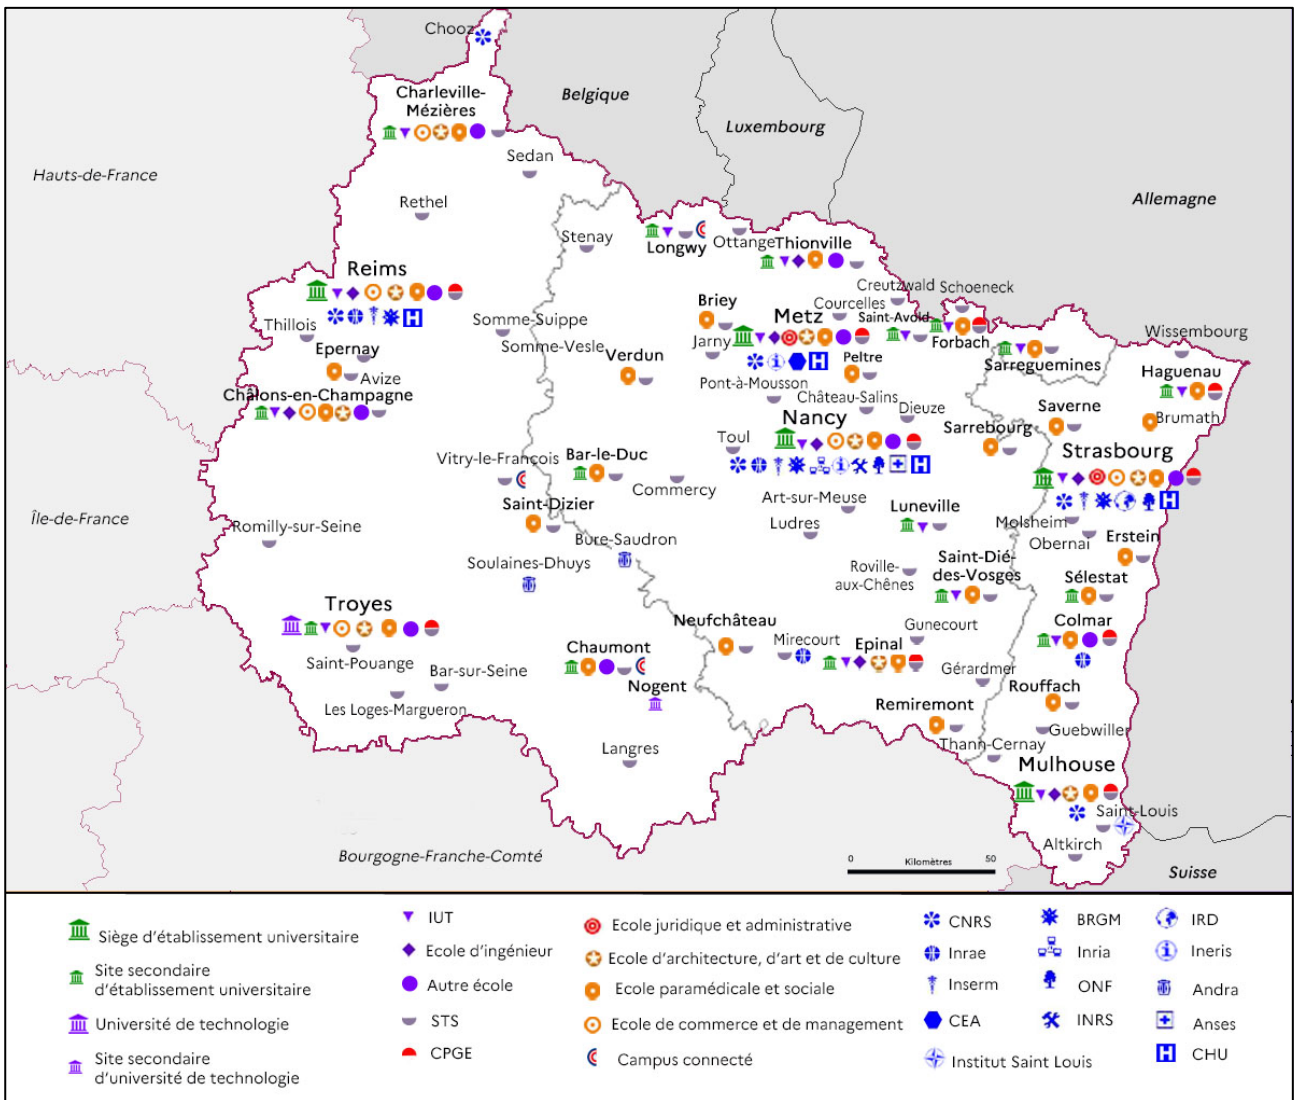 Chooz
Belgique
Charleville-
Mézières
Luxembourg
Sedan
Hauts-de-France
Allemagne
Rethel
Stenay
Longwy
Ottange
Thionville
Reims
Creutzwald
Schoeneck
Briey
Courcelles
Metz
Saint-Avold
Forbach
Thillois
Somme-Suippe
Somme-Vesle
Jarny
Wissembourg
Epernay
Verdun
Peltre
Sarreguemines
Haguenau
Avize
Pont-à-Mousson
Châlons-en-Champagne
Château-Salins
Dieuze
Saverne
Brumath
Nancy
Sarrebourg
Toul
Strasbourg
Vitry-le-François
Bar-le-Duc
Commercy
Art-sur-Meuse
Saint-Dizier
Luneville
Île-de-France
Romilly-sur-Seine
Ludres
Molsheim
Obernai
Erstein
Bure-Saudron
Soulaines-Dhuys
Saint-Dié-
des-Vosges
Roville-
aux-Chênes
Sélestat
Troyes
Neufchâteau
Gunecourt
Colmar
Mirecourt
Epinal
Saint-Pouange
Chaumont
Bar-sur-Seine
Gérardmer
Nogent
Rouffach
Les Loges-Margueron
Remiremont
Guebwiller
Langres
Thann-Cernay
Mulhouse
Saint-Louis
Altkirch
Bourgogne-Franche-Comté
0 Kilomètres 50
Suisse
Siège d'établissement universitaire
Site secondaire
d'établissement universitaire
Université de technologie
Site secondaire
d'université de technologie
IUT
Ecole d'ingénieur
Autre école
STS
CPGE
Ecole juridique et administrative
Ecole d'architecture, d'art et de culture
Ecole paramédicale et sociale
Ecole de commerce et de management
Campus connecté
CNRS
Inrae
Inserm
CEA
Institut Saint Louis
BRGM
Inria
ONF
INRS
IRD
Ineris
Andra
Anses
CHU